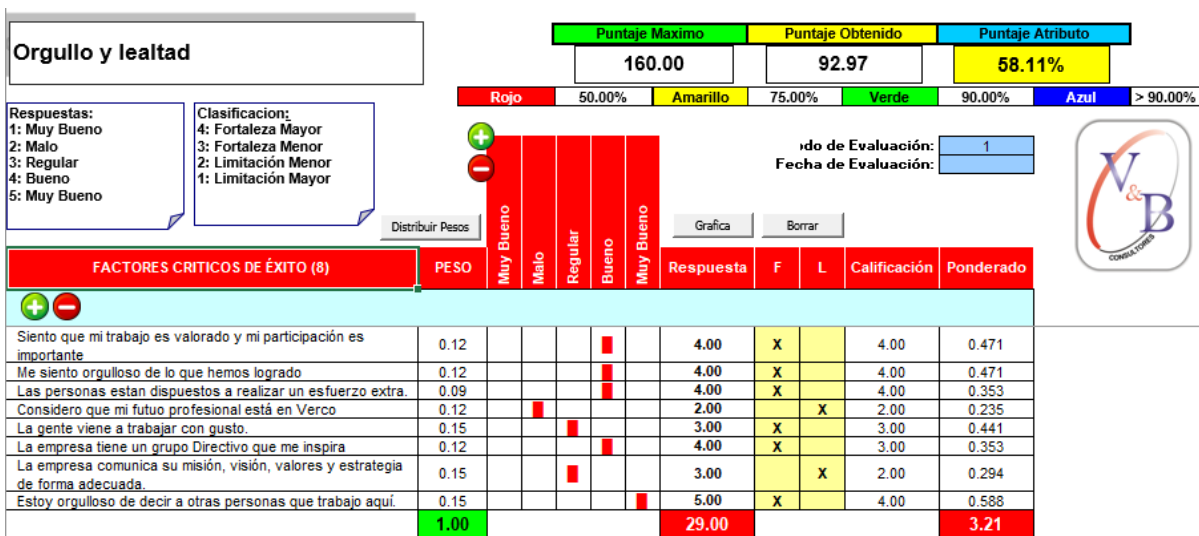 Orgullo y lealtad
Puntaje Maximo Puntaje Obtenido Puntaje Atributo
160.00 92.97 58.11%
Rojo 50.00% Amarillo 75.00% Verde 90.00% Azul > 90.00%
Respuestas:
1: Muy Bueno
2: Malo
3: Regular
4: Bueno
5: Muy Bueno
Clasificacion:
4: Fortaleza Mayor
3: Fortaleza Menor
2: Limitación Menor
1: Limitación Mayor
do de Evaluación: 1
Fecha de Evaluación:
V&B
CONSULTORES
Distribuir Pesos
Grafica
Borrar
FACTORES CRITICOS DE ÉXITO (8) PESO Muy Bueno Malo Regular Bueno Muy Bueno Respuesta F L Calificación Ponderado
Siento que mi trabajo es valorado y mi participación es
importante 0.12 4.00 X 4.00 0.471
Me siento orgulloso de lo que hemos logrado 0.12 4.00 X 4.00 0.471
Las personas estan dispuestos a realizar un esfuerzo extra. 0.09 4.00 X 4.00 0.353
Considero que mi futuo profesional está en Verco 0.12 2.00 X 2.00 0.235
La gente viene a trabajar con gusto. 0.15 3.00 X 3.00 0.441
La empresa tiene un grupo Directivo que me inspira 0.12 4.00 X 3.00 0.353
La empresa comunica su misión, visión, valores y estrategia
de forma adecuada. 0.15 3.00 X 2.00 0.294
Estoy orgulloso de decir a otras personas que trabajo aquí. 0.15 5.00 X 4.00 0.588
1.00 29.00 3.21